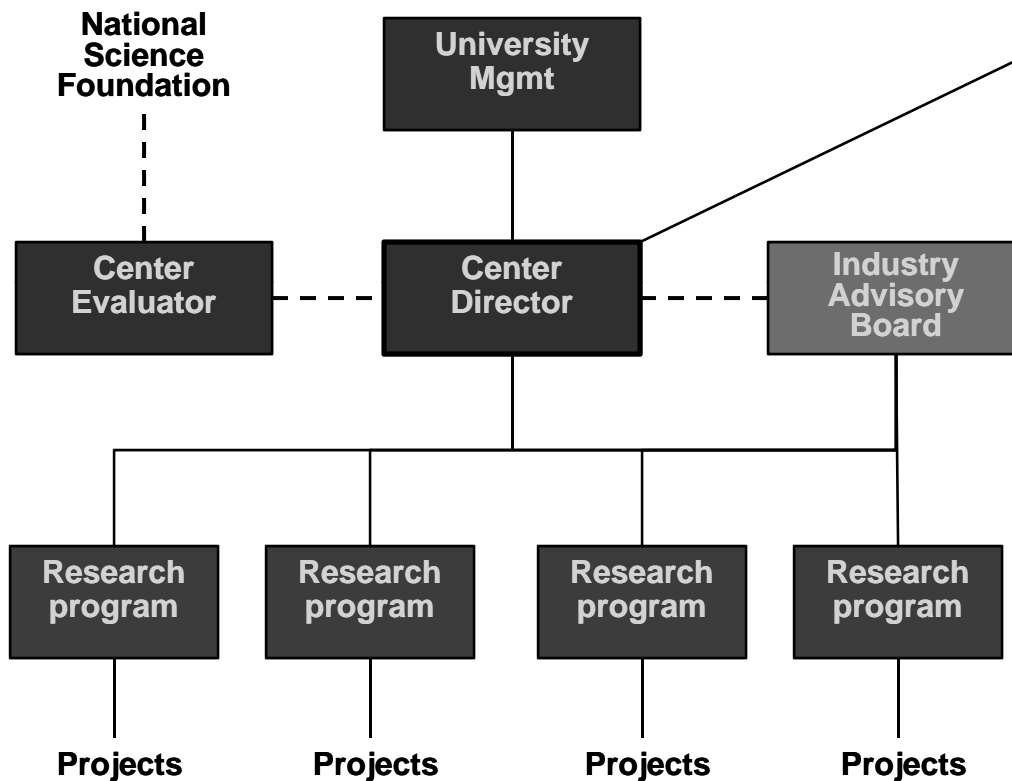 National
Science
Foundation
University
Mgmt
Center
Evaluator
Center
Director
Industry
Advisory
Board
Research
program
Research
program
Research
program
Research
program
Projects
Projects
Projects
Projects